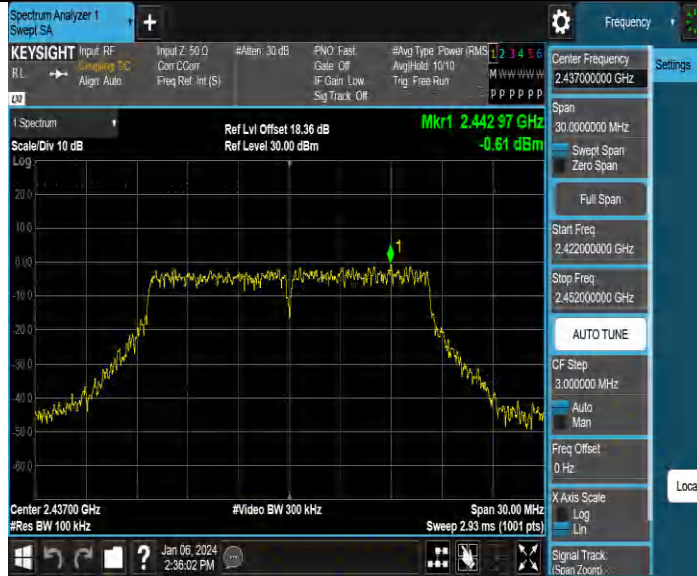 Spectrum Analyzer 1
Swept SA
+
Frequency
KEYSIGHT
Input: RF
Coupling: DC
Align: Auto
Input Z: 50 Ω
Corr CCorr
Freq Ref: Int (S)
#Atten: 30 dB
PNO: Fast
Gate: Off
IF Gain: Low
Sig Track: Off
#Avg Type: Power (RMS
Avg|Hold: 10/10
Trig: Free Run
1 2 3 4 5 6
M W W W W W
P P P P P P
RL
LXI
Center Frequency
2.437000000 GHz
Settings
Span
30.0000000 MHz
Swept Span
Zero Span
Full Span
Start Freq
2.422000000 GHz
Stop Freq
2.452000000 GHz
AUTO TUNE
CF Step
3.000000 MHz
Auto
Man
Freq Offset
0 Hz
X Axis Scale
Log
Lin
Signal Track
(Span Zoom)
Loca
1 Spectrum
Scale/Div 10 dB
Log
Ref Lvl Offset 18.36 dB
Ref Level 30.00 dBm
Mkr1 2.442 97 GHz
-0.61 dBm
20.0
10.0
0.00
-10.0
-20.0
-30.0
-40.0
-50.0
-60.0
1
Center 2.43700 GHz
#Res BW 100 kHz
#Video BW 300 kHz
Span 30.00 MHz
Sweep 2.93 ms (1001 pts)
?
Jan 06, 2024
2:36:02 PM